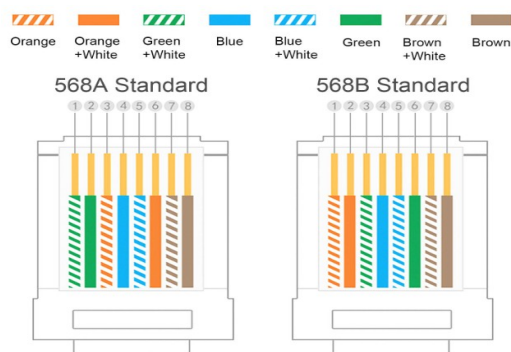 Orange
Orange
+White
Green
+White
Blue
Blue
+White
Green
Brown
+White
Brown
568A Standard
1 2 3 4 5 6 7 8
568B Standard
1 2 3 4 5 6 7 8